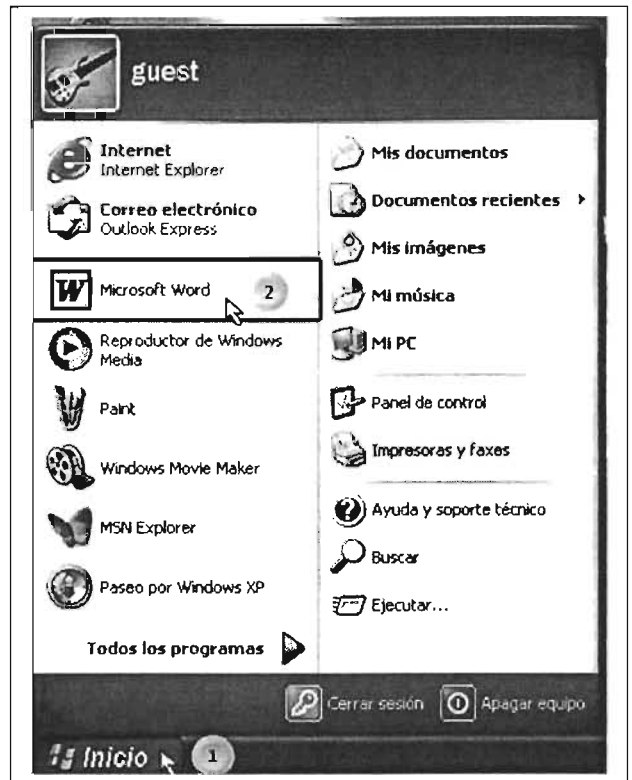 guest
Internet
Internet Explorer
Correo electrónico
Outlook Express
Microsoft Word 2
Reproductor de Windows
Media
Paint
Windows Movie Maker
MSN Explorer
Paseo por Windows XP
Todos los programas
Mis documentos
Documentos recientes
Mis imágenes
Mi música
Mi PC
Panel de control
Impresoras y faxes
Ayuda y soporte técnico
Buscar
Ejecutar...
Cerrar sesión Apagar equipo
Inicio 1